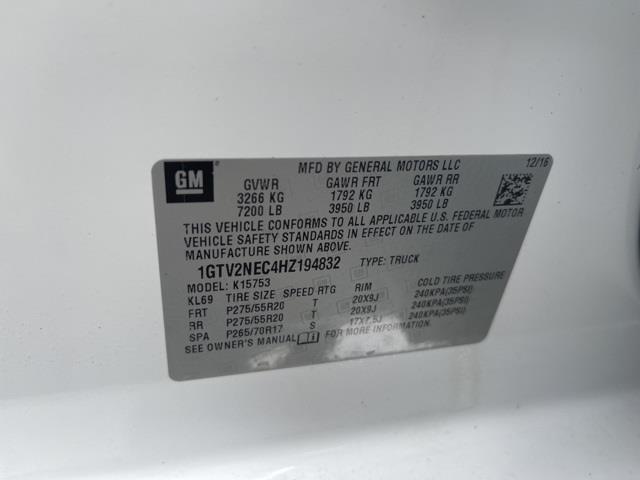 GM
MFD BY GENERAL MOTORS LLC 12/16
GVWR GAWR FRT GAWR RR
3266 KG 1792 KG 1792 KG
7200 LB 3950 LB 3950 LB
THIS VEHICLE CONFORMS TO ALL APPLICABLE U.S. FEDERAL MOTOR
VEHICLE SAFETY STANDARDS IN EFFECT ON THE DATE OF
MANUFACTURE SHOWN ABOVE.
1GTV2NEC4HZ194832 TYPE: TRUCK
MODEL: K15753
KL69 TIRE SIZE SPEED RTG RIM COLD TIRE PRESSURE
FRT P275/55R20 T 20X9J 240KPA(35PSI)
RR P275/55R20 T 20X9J 240KPA(35PSI)
SPA P265/70R17 S 17X7.5J 240KPA(35PSI)
SEE OWNER'S MANUAL FOR MORE INFORMATION.